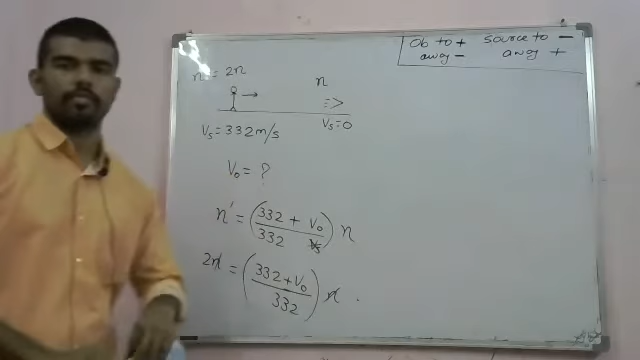 Ob to + Source to -
away - away +
n' = 2n
n
Vs = 332 m/s
Vs = 0
V₀ = ?
n' = (332 + V₀ / 332 Vs) n
2n = (332 + V₀ / 332) n .